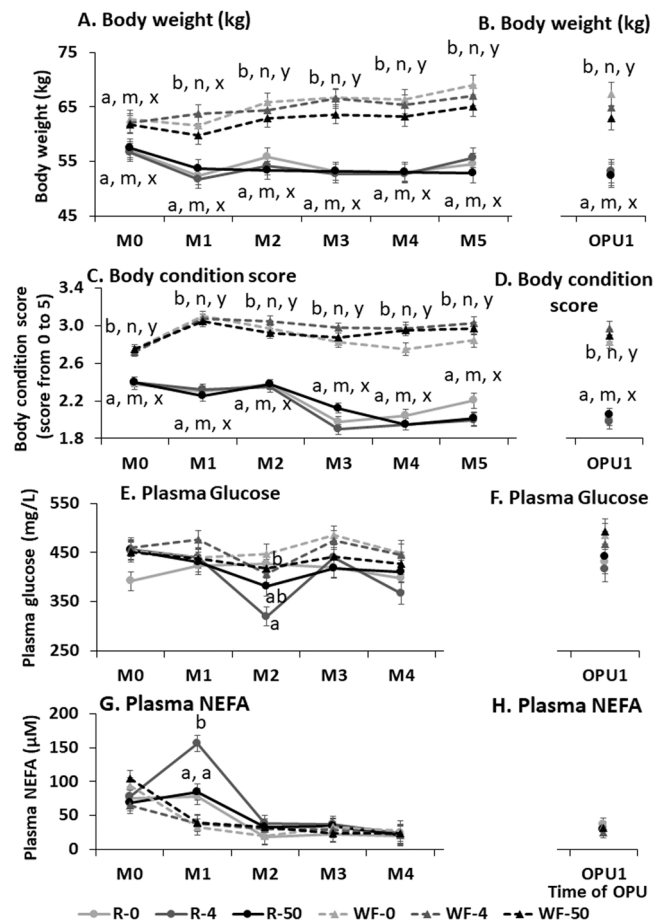 A. Body weight (kg)
B. Body weight (kg)
Body weight (kg)
75
65
55
45
a, m, x
b, n, x
b, n, y
b, n, y
b, n, y
b, n, y
a, m, x
a, m, x
a, m, x
a, m, x
a, m, x
a, m, x
M0 M1 M2 M3 M4 M5
b, n, y
a, m, x
OPU1
C. Body condition score
D. Body condition
score
Body condition score
(score from 0 to 5)
3.4
3.0
2.6
2.2
1.8
b, n, y
b, n, y
b, n, y
b, n, y
b, n, y
b, n, y
a, m, x
a, m, x
a, m, x
a, m, x
a, m, x
a, m, x
M0 M1 M2 M3 M4 M5
b, n, y
a, m, x
OPU1
E. Plasma Glucose
F. Plasma Glucose
Plasma glucose (mg/L)
550
450
350
250
b
ab
a
M0 M1 M2 M3 M4
OPU1
G. Plasma NEFA
H. Plasma NEFA
Plasma NEFA (µM)
200
150
100
50
0
b
a, a
M0 M1 M2 M3 M4
OPU1
Time of OPU
R-0 R-4 R-50 WF-0 WF-4 WF-50